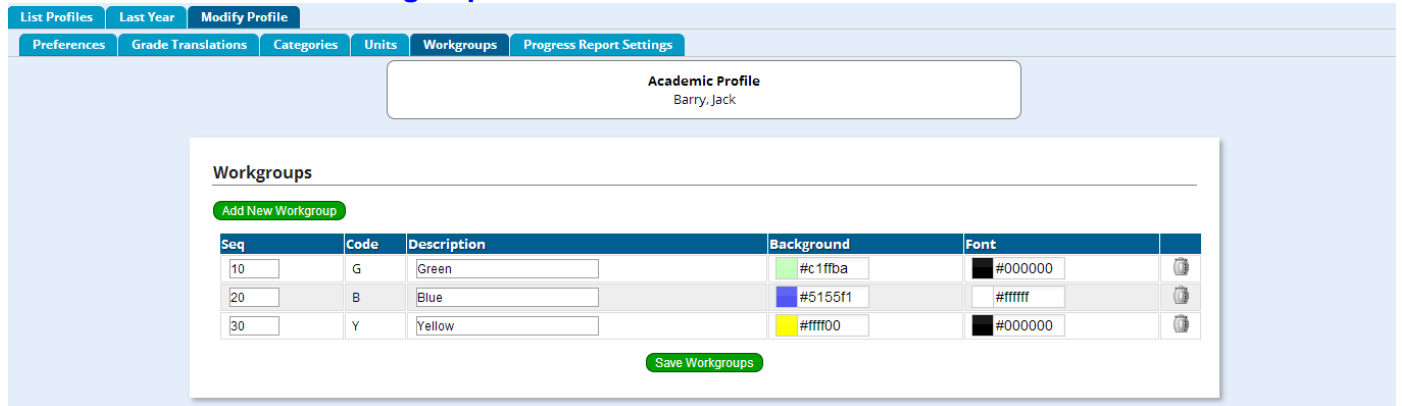 List Profiles Last Year Modify Profile
Preferences Grade Translations Categories Units Workgroups Progress Report Settings
Academic Profile
Barry, Jack
Workgroups
Add New Workgroup
Seq Code Description Background Font
10 G Green #c1ffba #000000
20 B Blue #5155f1 #ffffff
30 Y Yellow #ffff00 #000000
Save Workgroups